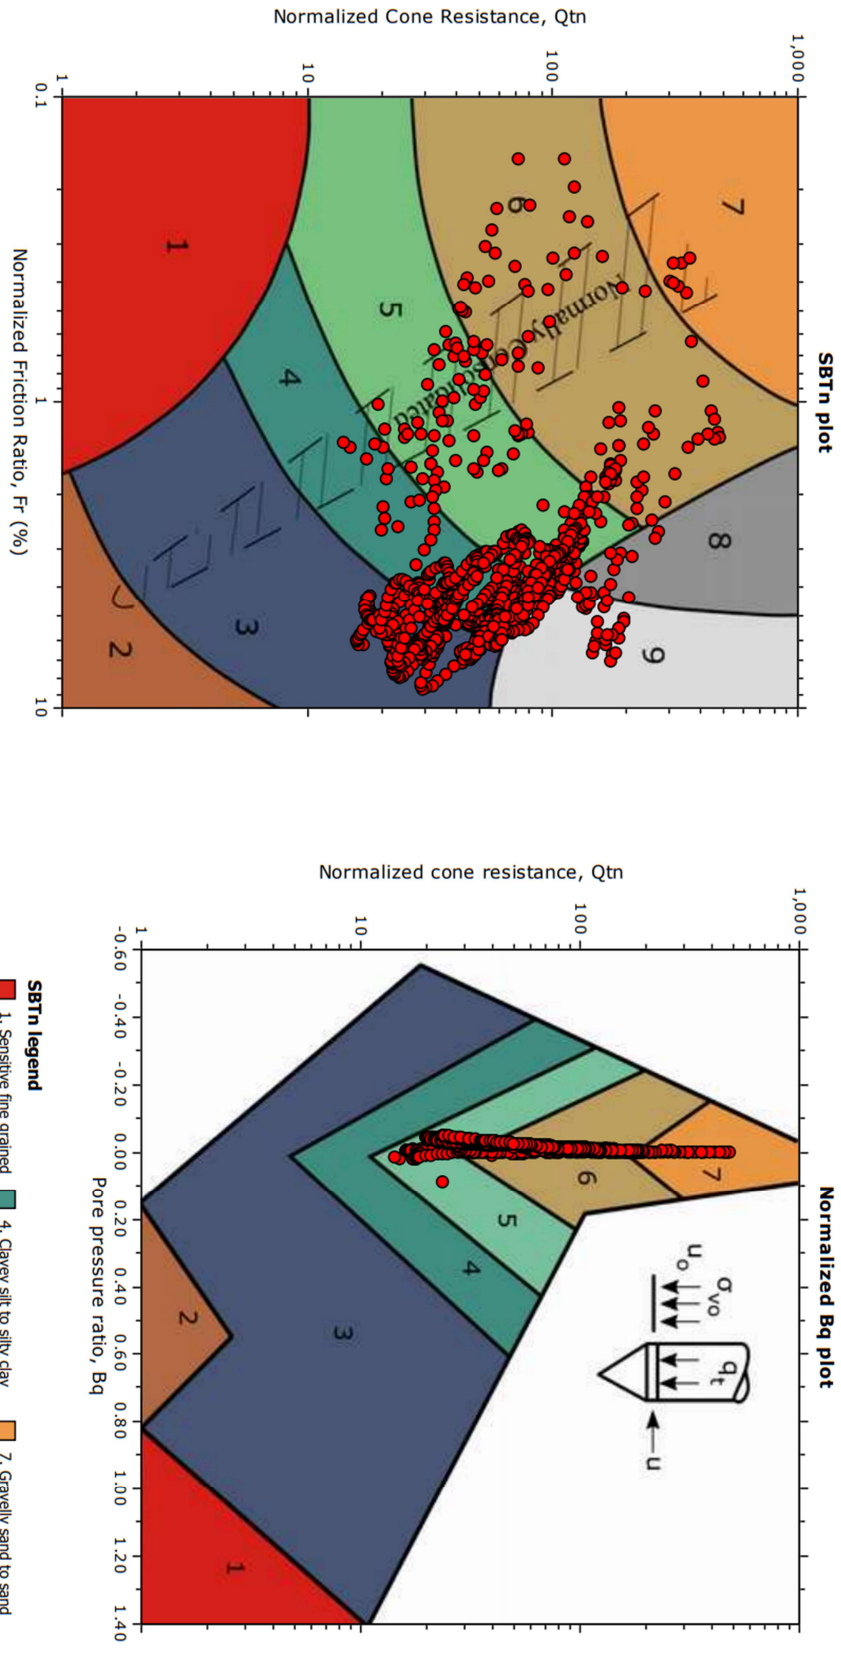 SBTn plot
Normalized Cone Resistance, Qtn
1,000
100
10
1
7
8
6
9
5
4
1
3
2
Normally Consolidated
0.1
1
10
Normalized Friction Ratio, Fr (%)
Normalized Bq plot
Normalized cone resistance, Qtn
1,000
100
10
1
7
6
5
4
3
2
1
σvo
uo
qt
u
-0.60
-0.40
-0.20
0.00
0.20
0.40
0.60
0.80
1.00
1.20
1.40
Pore pressure ratio, Bq
SBTn legend
1. Sensitive fine grained
4. Clayey silt to silty clay
7. Gravelly sand to sand